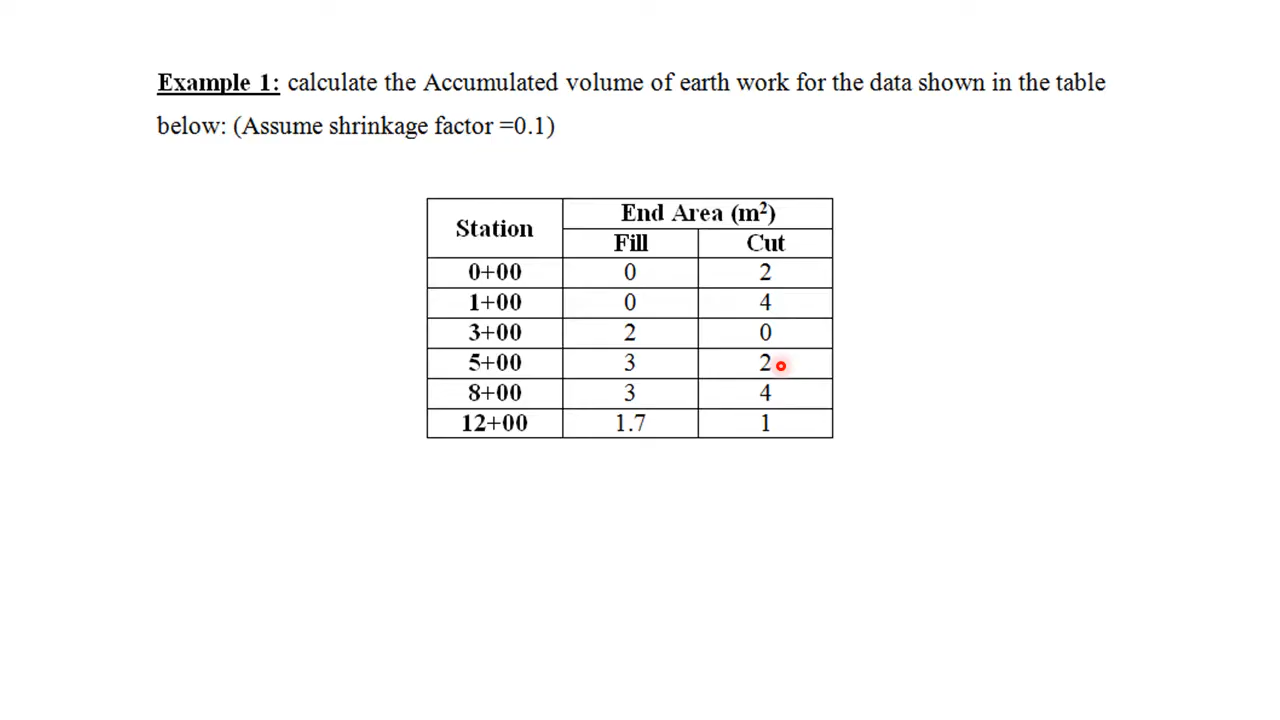 Example 1: calculate the Accumulated volume of earth work for the data shown in the table
below: (Assume shrinkage factor =0.1)
Station End Area (m²)
Fill Cut
0+00 0 2
1+00 0 4
3+00 2 0
5+00 3 2
8+00 3 4
12+00 1.7 1